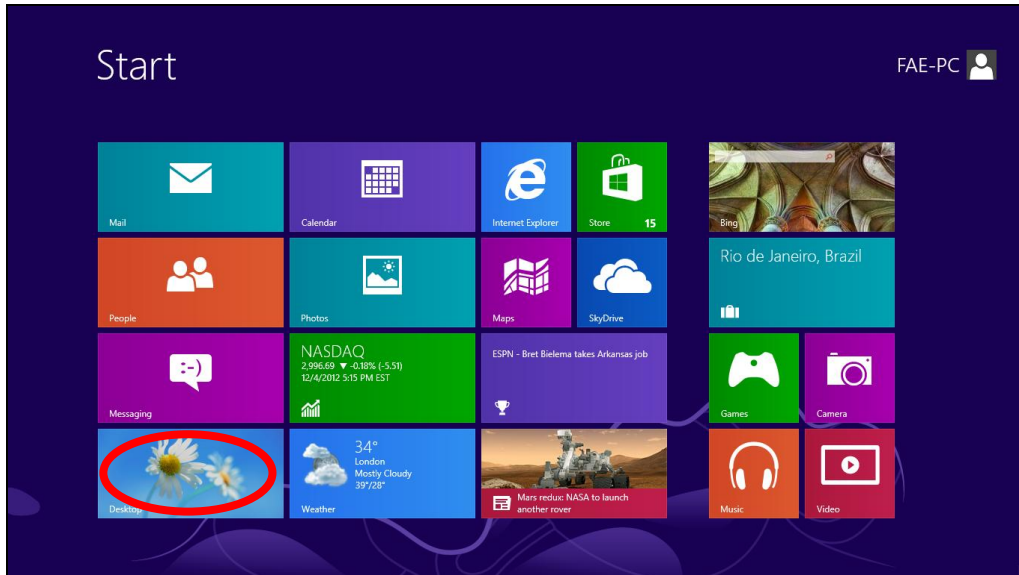 Start
FAE-PC
Mail
Calendar
Internet Explorer
Store
15
Bing
People
Photos
Maps
SkyDrive
Rio de Janeiro, Brazil
Messaging
NASDAQ
2,996.69 ▼ -0.18% (-5.51)
12/4/2012 5:15 PM EST
ESPN - Bret Bielema takes Arkansas job
Games
Camera
Desktop
34°
London
Mostly Cloudy
39°/28°
Weather
Mars redux: NASA to launch
another rover
Music
Video